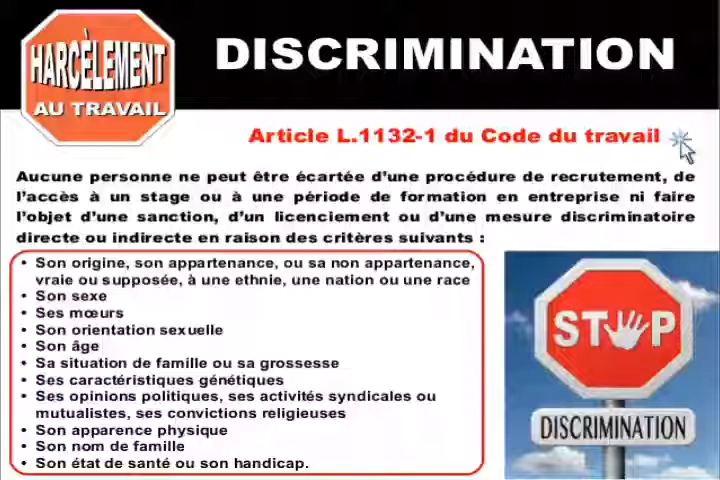 HARCÈLEMENT
AU TRAVAIL
DISCRIMINATION
Article L.1132-1 du Code du travail
Aucune personne ne peut être écartée d'une procédure de recrutement, de
l'accès à un stage ou à une période de formation en entreprise ni faire
l'objet d'une sanction, d'un licenciement ou d'une mesure discriminatoire
directe ou indirecte en raison des critères suivants :
• Son origine, son appartenance, ou sa non appartenance,
vraie ou supposée, à une ethnie, une nation ou une race
• Son sexe
• Ses mœurs
• Son orientation sexuelle
• Son âge
• Sa situation de famille ou sa grossesse
• Ses caractéristiques génétiques
• Ses opinions politiques, ses activités syndicales ou
mutualistes, ses convictions religieuses
• Son apparence physique
• Son nom de famille
• Son état de santé ou son handicap.
STOP
DISCRIMINATION